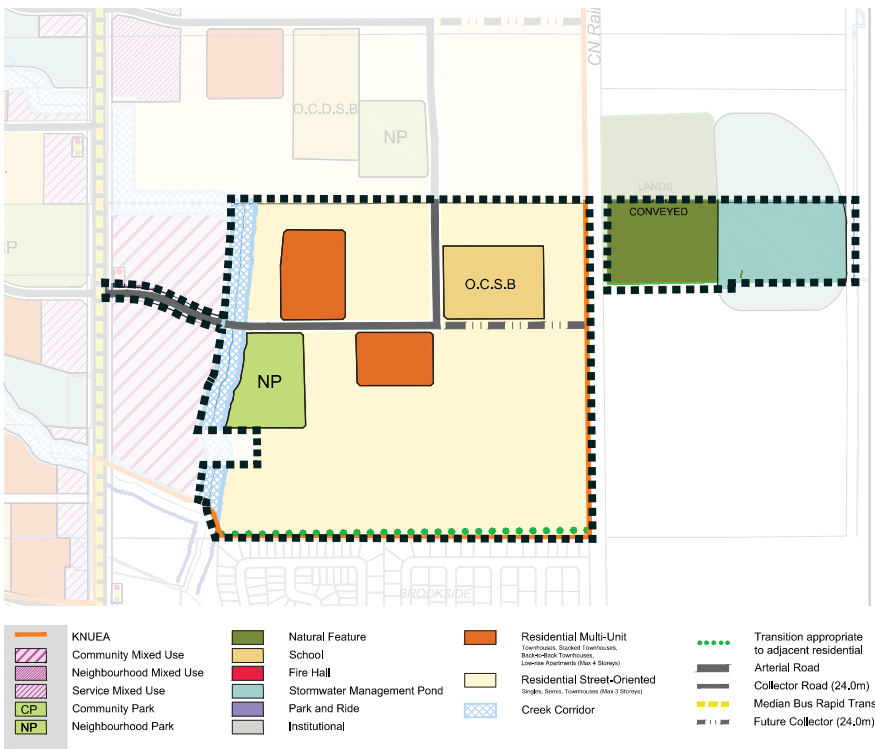 CN Rai
O.C.D.S.B
NP
LANDS
CONVEYED
CP
O.C.S.B
NP
BROOKSIDE
KNUEA
Community Mixed Use
Neighbourhood Mixed Use
Service Mixed Use
CP Community Park
NP Neighbourhood Park
Natural Feature
School
Fire Hall
Stormwater Management Pond
Park and Ride
Institutional
Residential Multi-Unit
Townhouses, Stacked Townhouses,
Back-to-Back Townhouses,
Low-rise Apartments (Max 4 Storeys)
Residential Street-Oriented
Singles, Semis, Townhouses (Max 3 Storeys)
Creek Corridor
Transition appropriate
to adjacent residential
Arterial Road
Collector Road (24.0m)
Median Bus Rapid Trans
Future Collector (24.0m)